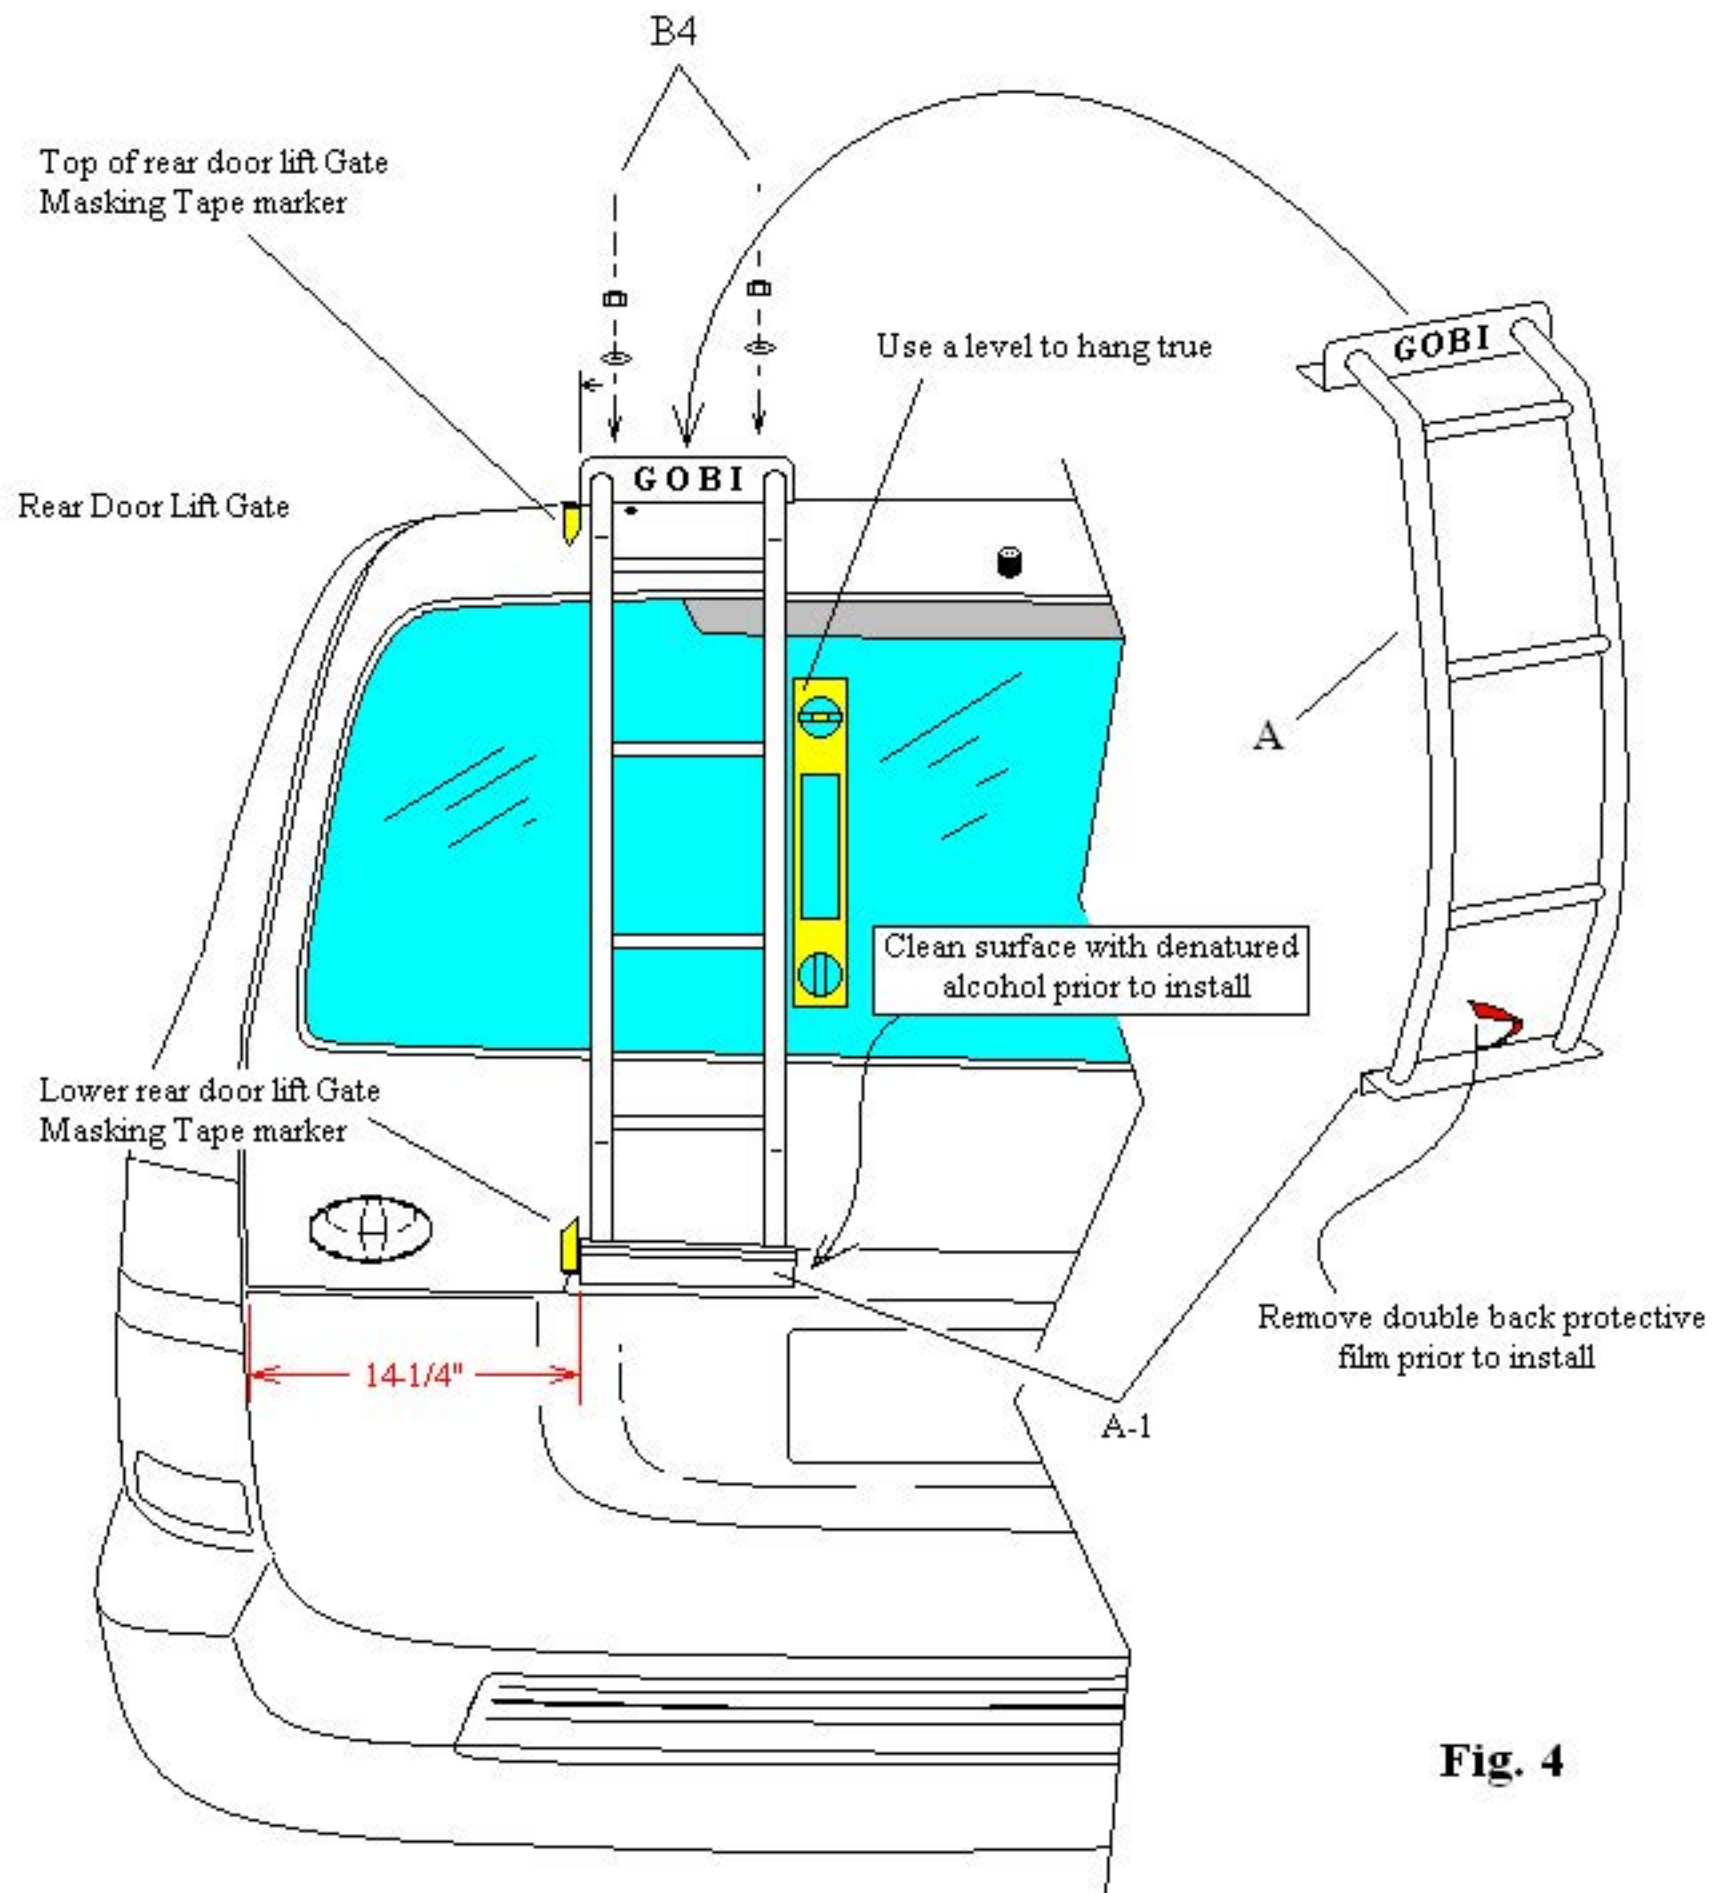 B4
Top of rear door lift Gate
Masking Tape marker
Use a level to hang true
GOBI
GOBI
Rear Door Lift Gate
A
Clean surface with denatured
alcohol prior to install
Lower rear door lift Gate
Masking Tape marker
Remove double back protective
film prior to install
14-1/4"
A-1
Fig. 4